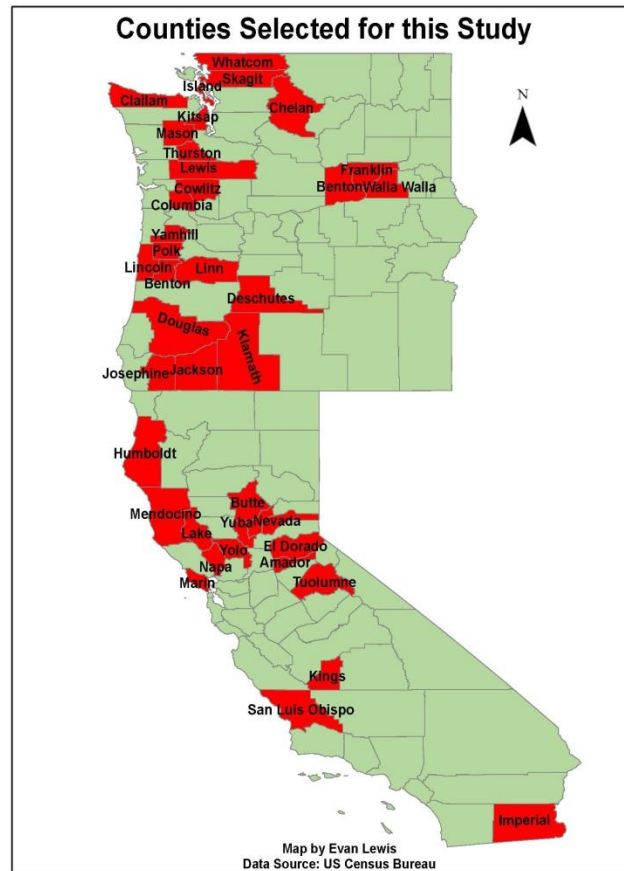 Counties Selected for this Study
Whatcom
Skagit
Island
Clallam
Chelan
N
Kitsap
Mason
Thurston
Lewis
Franklin
Benton
Walla Walla
Cowlitz
Columbia
Yamhill
Polk
Lincoln
Linn
Benton
Deschutes
Douglas
Klamath
Josephine
Jackson
Humboldt
Butte
Mendocino
Yuba
Nevada
Lake
El Dorado
Yolo
Amador
Napa
Marin
Tuolumne
Kings
San Luis Obispo
Imperial
Map by Evan Lewis
Data Source: US Census Bureau